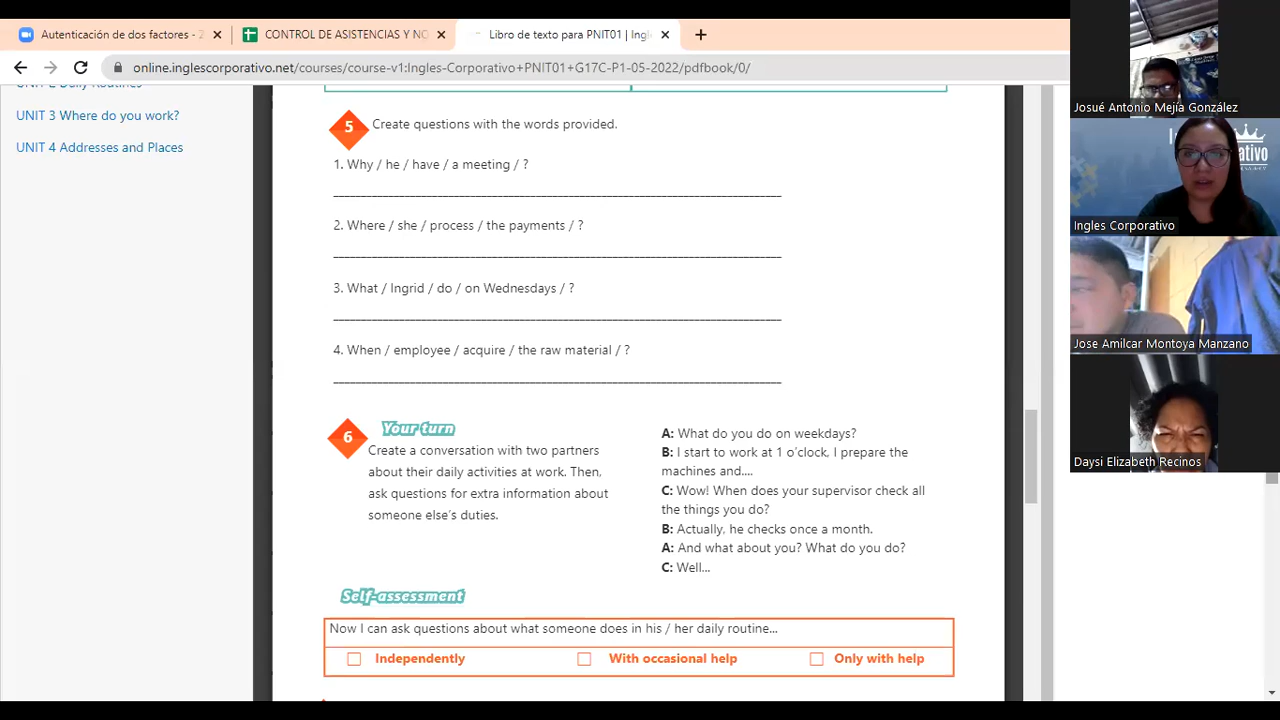 Autenticación de dos factores - 2
CONTROL DE ASISTENCIAS Y NO
Libro de texto para PNIT01 | Ingl
online.inglescorporativo.net/courses/course-v1:Ingles-Corporativo+PNIT01+G17C-P1-05-2022/pdfbook/0/
UNIT 2 Daily Routines
UNIT 3 Where do you work?
UNIT 4 Addresses and Places
5 Create questions with the words provided.
1. Why / he / have / a meeting / ?
2. Where / she / process / the payments / ?
3. What / Ingrid / do / on Wednesdays / ?
4. When / employee / acquire / the raw material / ?
6 Your turn
Create a conversation with two partners
about their daily activities at work. Then,
ask questions for extra information about
someone else's duties.
A: What do you do on weekdays?
B: I start to work at 1 o'clock, I prepare the
machines and....
C: Wow! When does your supervisor check all
the things you do?
B: Actually, he checks once a month.
A: And what about you? What do you do?
C: Well...
Self-assessment
Now I can ask questions about what someone does in his / her daily routine...
Independently
With occasional help
Only with help
Josué Antonio Mejía González
Ingles Corporativo
Jose Amilcar Montoya Manzano
Daysi Elizabeth Recinos